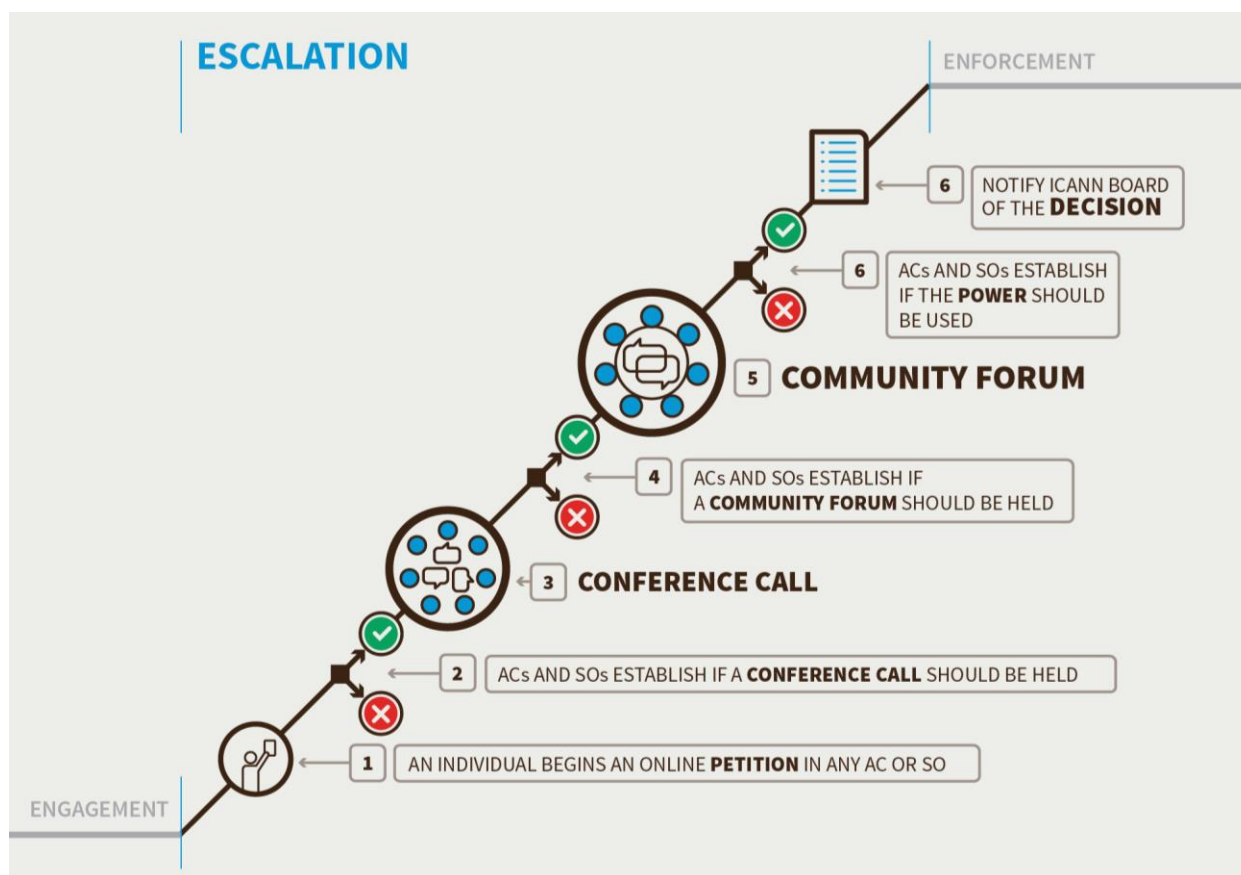 ESCALATION
ENFORCEMENT
6
NOTIFY ICANN BOARD
OF THE DECISION
6
ACs AND SOs ESTABLISH
IF THE POWER SHOULD
BE USED
5
COMMUNITY FORUM
4
ACs AND SOs ESTABLISH IF
A COMMUNITY FORUM SHOULD BE HELD
3
CONFERENCE CALL
2
ACs AND SOs ESTABLISH IF A CONFERENCE CALL SHOULD BE HELD
1
AN INDIVIDUAL BEGINS AN ONLINE PETITION IN ANY AC OR SO
ENGAGEMENT